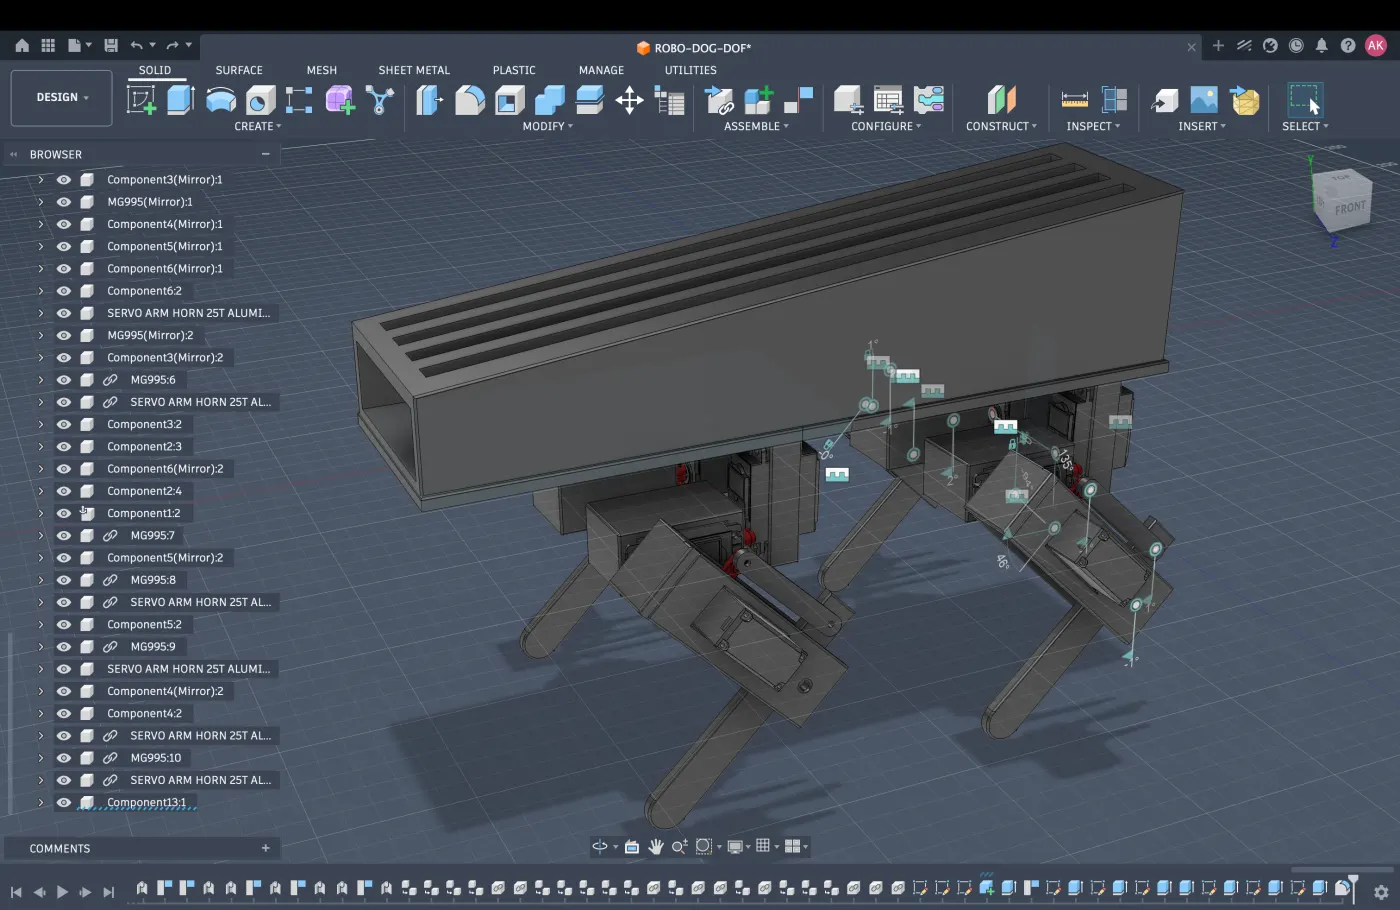 ROBO-DOG-DOF*
AK
SOLID
SURFACE
MESH
SHEET METAL
PLASTIC
MANAGE
UTILITIES
DESIGN
CREATE
MODIFY
ASSEMBLE
CONFIGURE
CONSTRUCT
INSPECT
INSERT
SELECT
BROWSER
Component3(Mirror):1
MG995(Mirror):1
Component4(Mirror):1
Component5(Mirror):1
Component6(Mirror):1
Component6:2
SERVO ARM HORN 25T ALUMI...
MG995(Mirror):2
Component3(Mirror):2
MG995:6
SERVO ARM HORN 25T AL...
Component3:2
Component2:3
Component6(Mirror):2
Component2:4
Component1:2
MG995:7
Component5(Mirror):2
MG995:8
SERVO ARM HORN 25T AL...
Component5:2
MG995:9
SERVO ARM HORN 25T ALUMI...
Component4(Mirror):2
Component4:2
SERVO ARM HORN 25T AL...
MG995:10
SERVO ARM HORN 25T AL...
Component13:1
COMMENTS
Y
TOP
FRONT
Z
135°
46°
0°